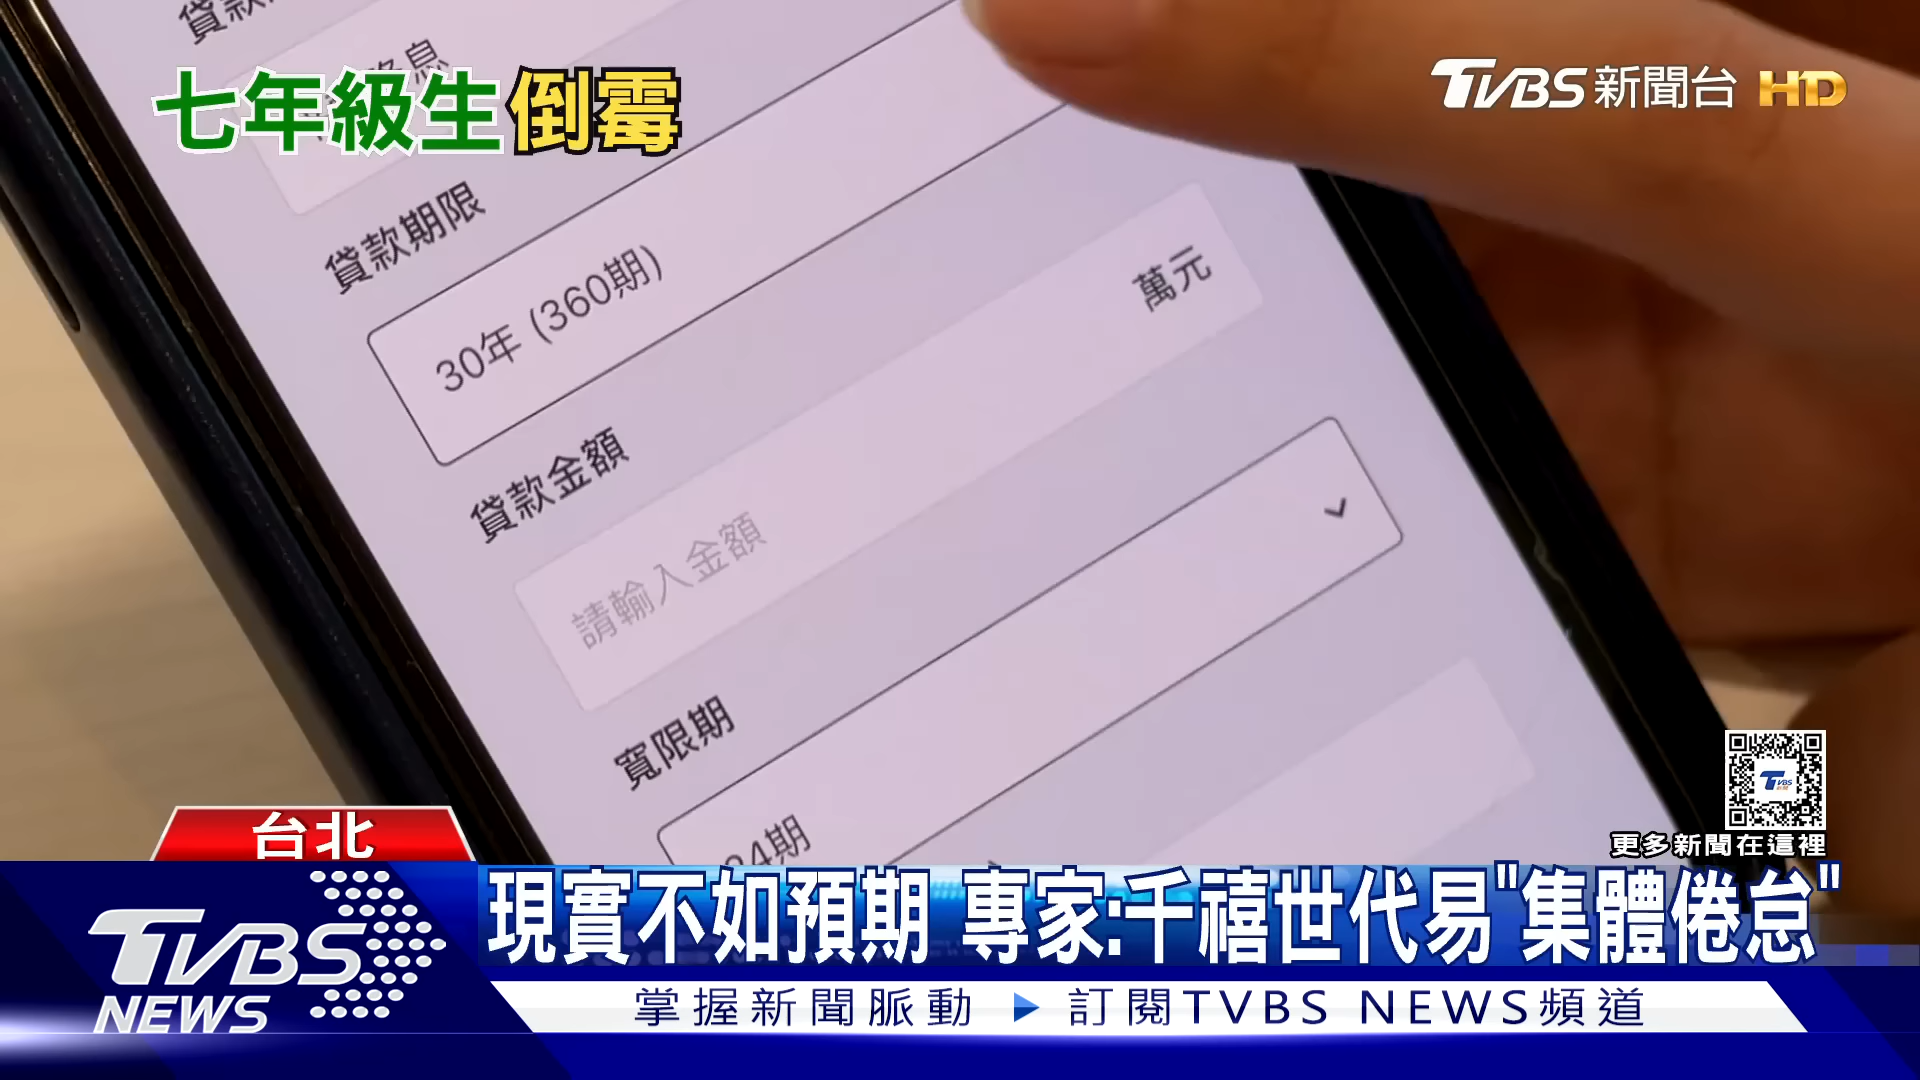 七年級生倒霉
TVBS新聞台 HD
貸款期限
30年 (360期)
貸款金額
請輸入金額
萬元
寬限期
台北
更多新聞在這裡
現實不如預期 專家:千禧世代易"集體倦怠"
TVBS NEWS
掌握新聞脈動 ▶ 訂閱TVBS NEWS頻道